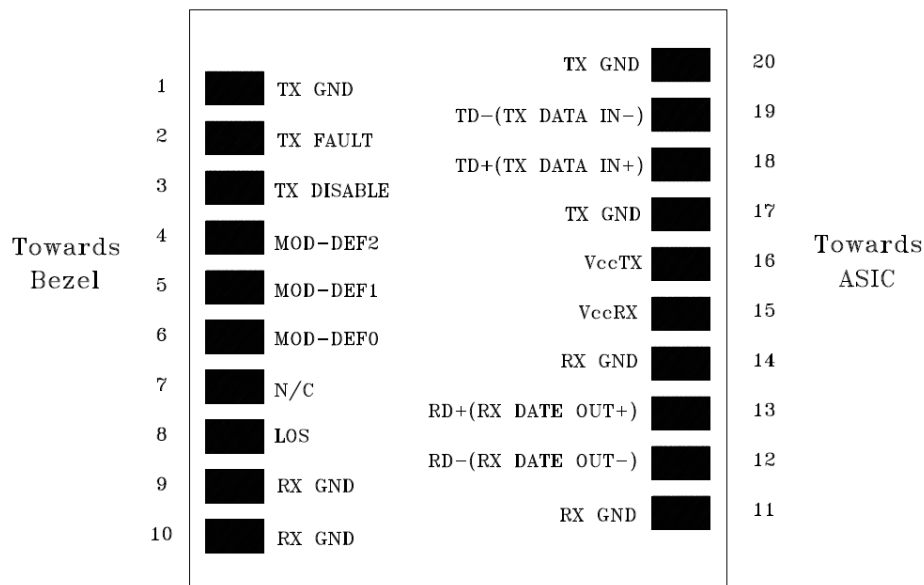 1 TX GND
2 TX FAULT
3 TX DISABLE
4 MOD-DEF2
5 MOD-DEF1
6 MOD-DEF0
7 N/C
8 LOS
9 RX GND
10 RX GND
Towards
Bezel
TX GND 20
TD-(TX DATA IN-) 19
TD+(TX DATA IN+) 18
TX GND 17
VccTX 16
VccRX 15
RX GND 14
RD+(RX DATE OUT+) 13
RD-(RX DATE OUT-) 12
RX GND 11
Towards
ASIC